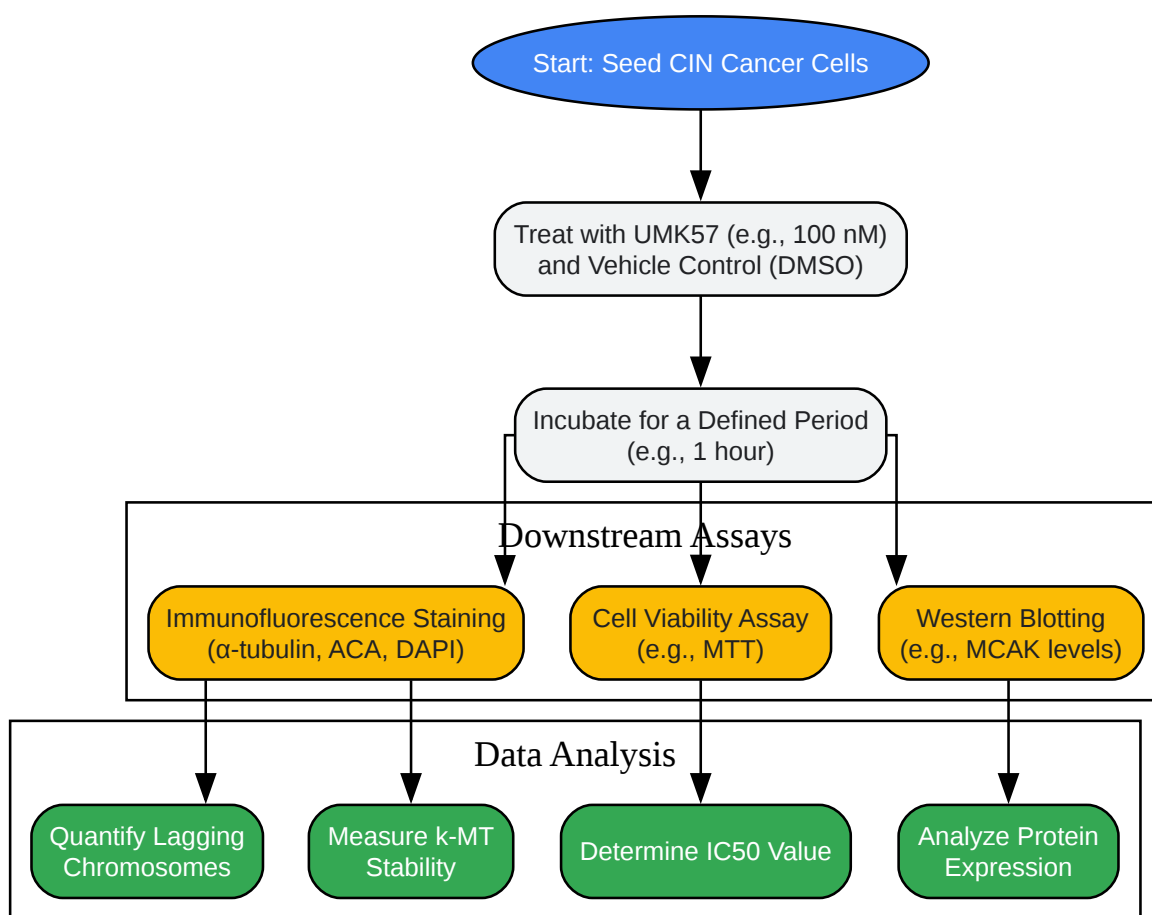 Start: Seed CIN Cancer Cells
Treat with UMK57 (e.g., 100 nM)
and Vehicle Control (DMSO)
Incubate for a Defined Period
(e.g., 1 hour)
Downstream Assays
Immunofluorescence Staining
(α-tubulin, ACA, DAPI)
Cell Viability Assay
(e.g., MTT)
Western Blotting
(e.g., MCAK levels)
Data Analysis
Quantify Lagging
Chromosomes
Measure k-MT
Stability
Determine IC50 Value
Analyze Protein
Expression